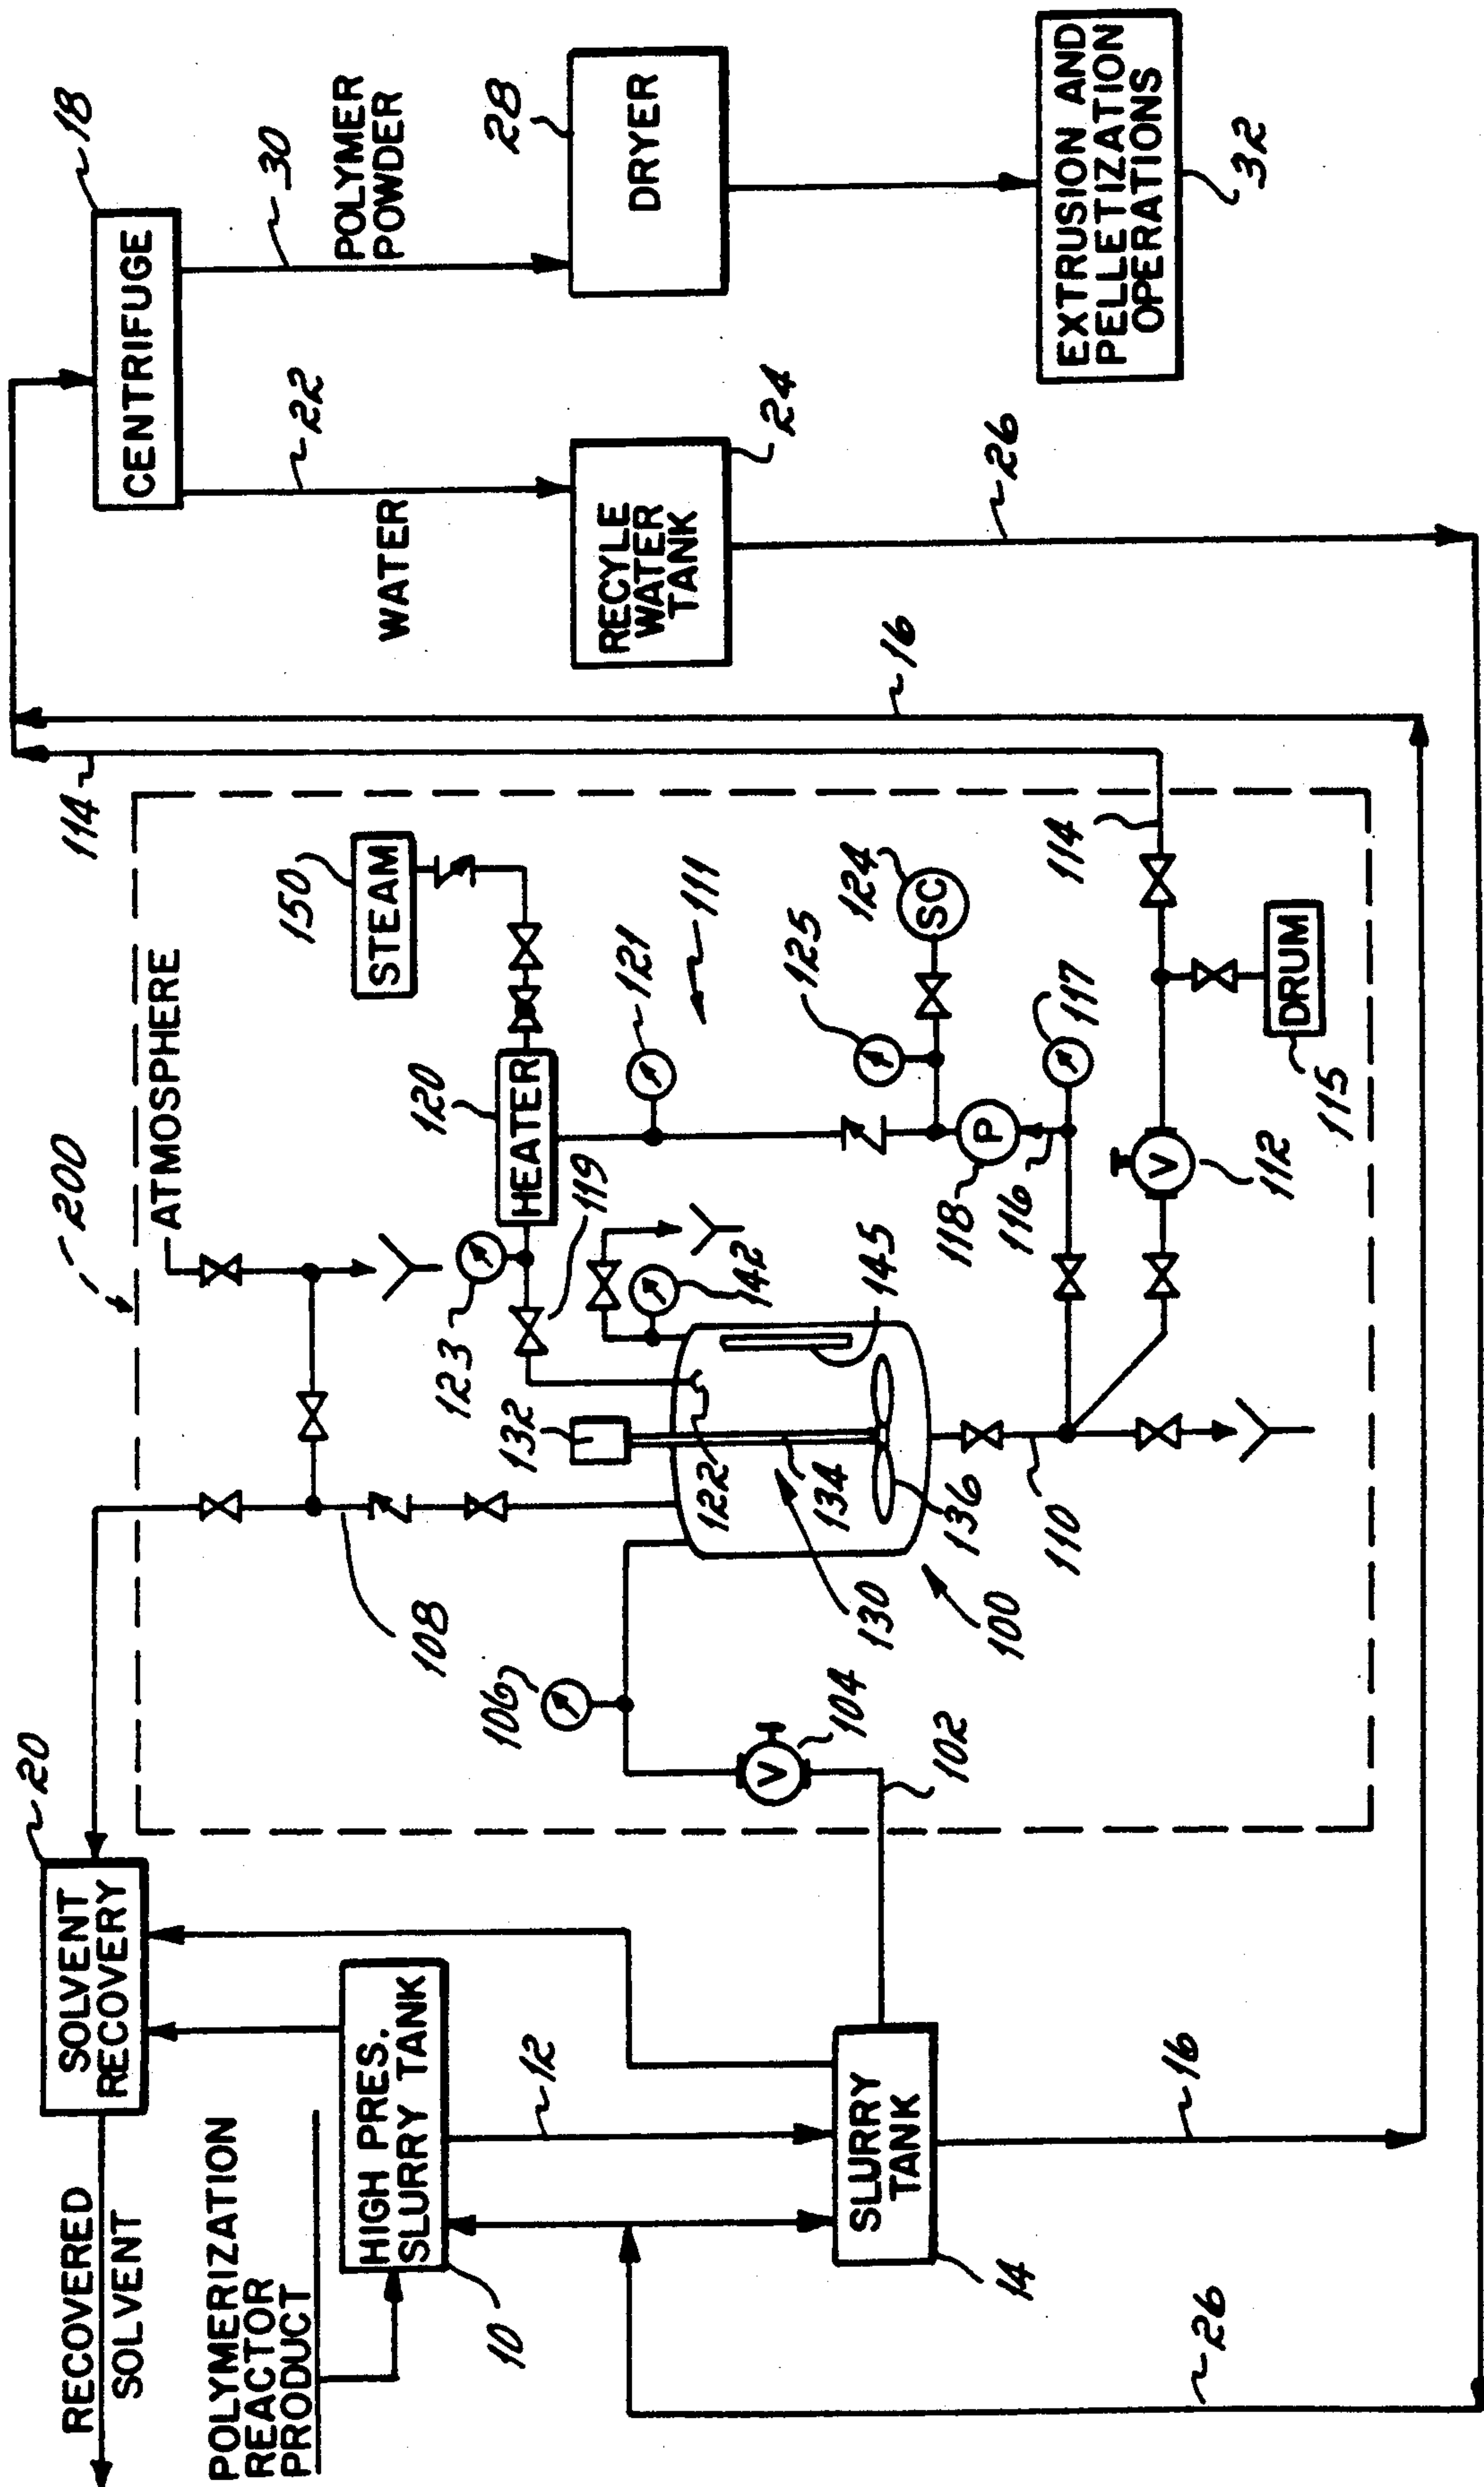 RECOVERED
SOLVENT
SOLVENT
RECOVERY
20
POLYMERIZATION
REACTOR
PRODUCT
HIGH PRES.
SLURRY TANK
10
12
SLURRY
TANK
14
16
26
200
ATMOSPHERE
108
106
V
104
102
132
123
119
HEATER
120
STEAM
150
121
111
142
122
145
134
130
136
100
110
P
118
116
125
SC
124
117
V
112
DRUM
115
114
114
16
CENTRIFUGE
18
22
WATER
30
POLYMER
POWDER
RECYLE
WATER
TANK
24
DRYER
28
26
EXTRUSION AND
PELLETIZATION
OPERATIONS
32